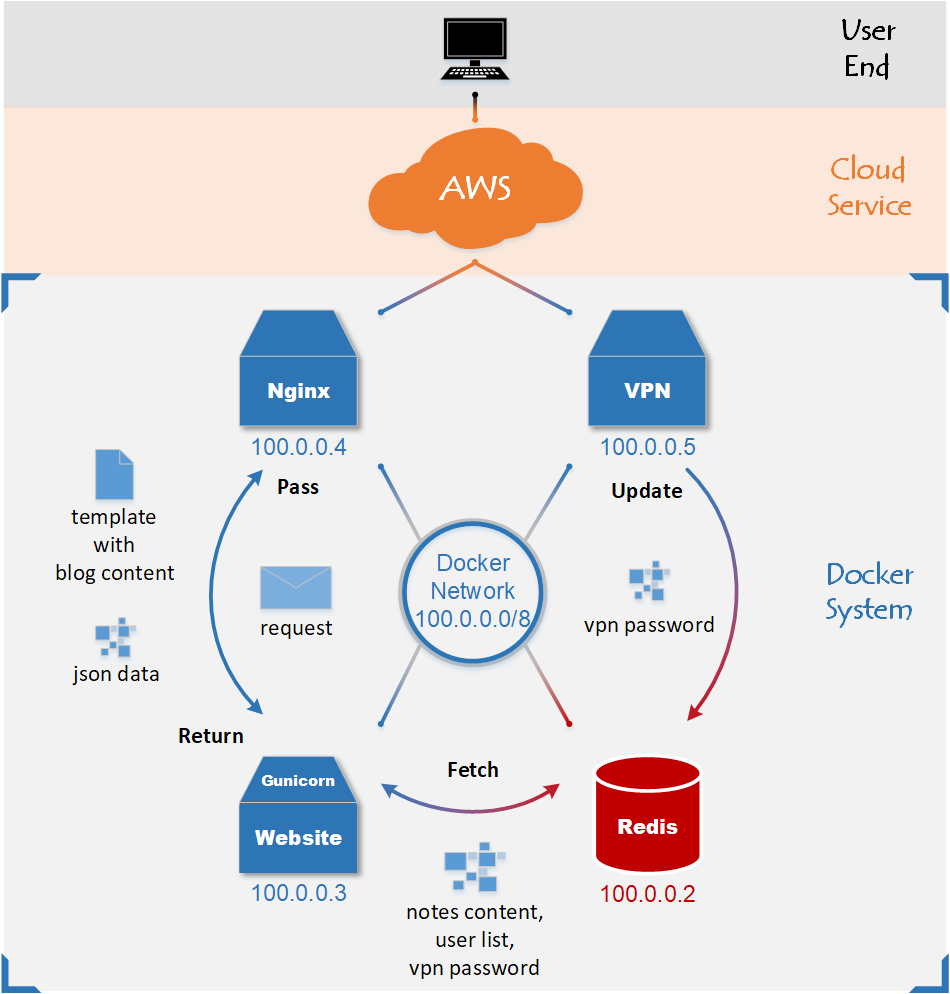 User
End
AWS
Cloud
Service
Nginx
100.0.0.4
VPN
100.0.0.5
Pass
Update
template
with
blog content
Docker
Network
100.0.0.0/8
request
vpn password
json data
Docker
System
Return
Fetch
Gunicorn
Website
100.0.0.3
Redis
100.0.0.2
notes content,
user list,
vpn password